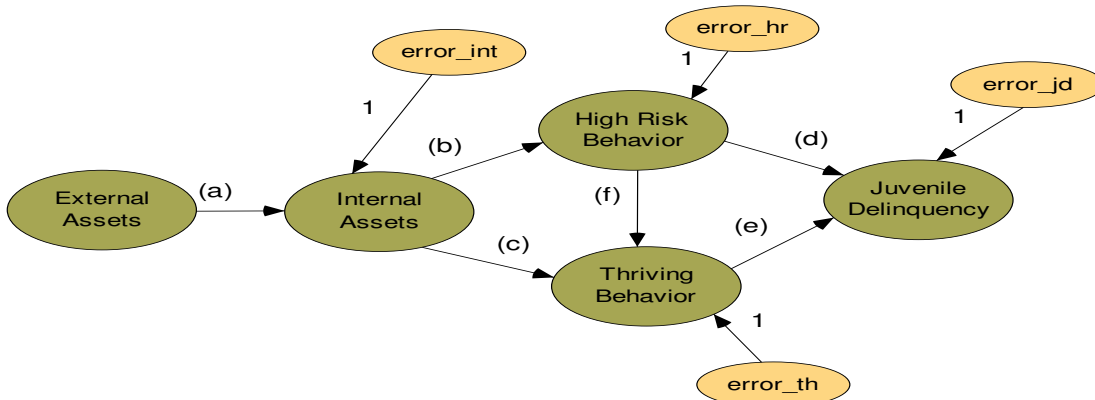 error_hr
error_int
1
error_jd
1
1
High Risk
Behavior
(b)
(d)
External
Assets
(a)
Internal
Assets
(f)
Juvenile
Delinquency
(c)
(e)
Thriving
Behavior
1
error_th